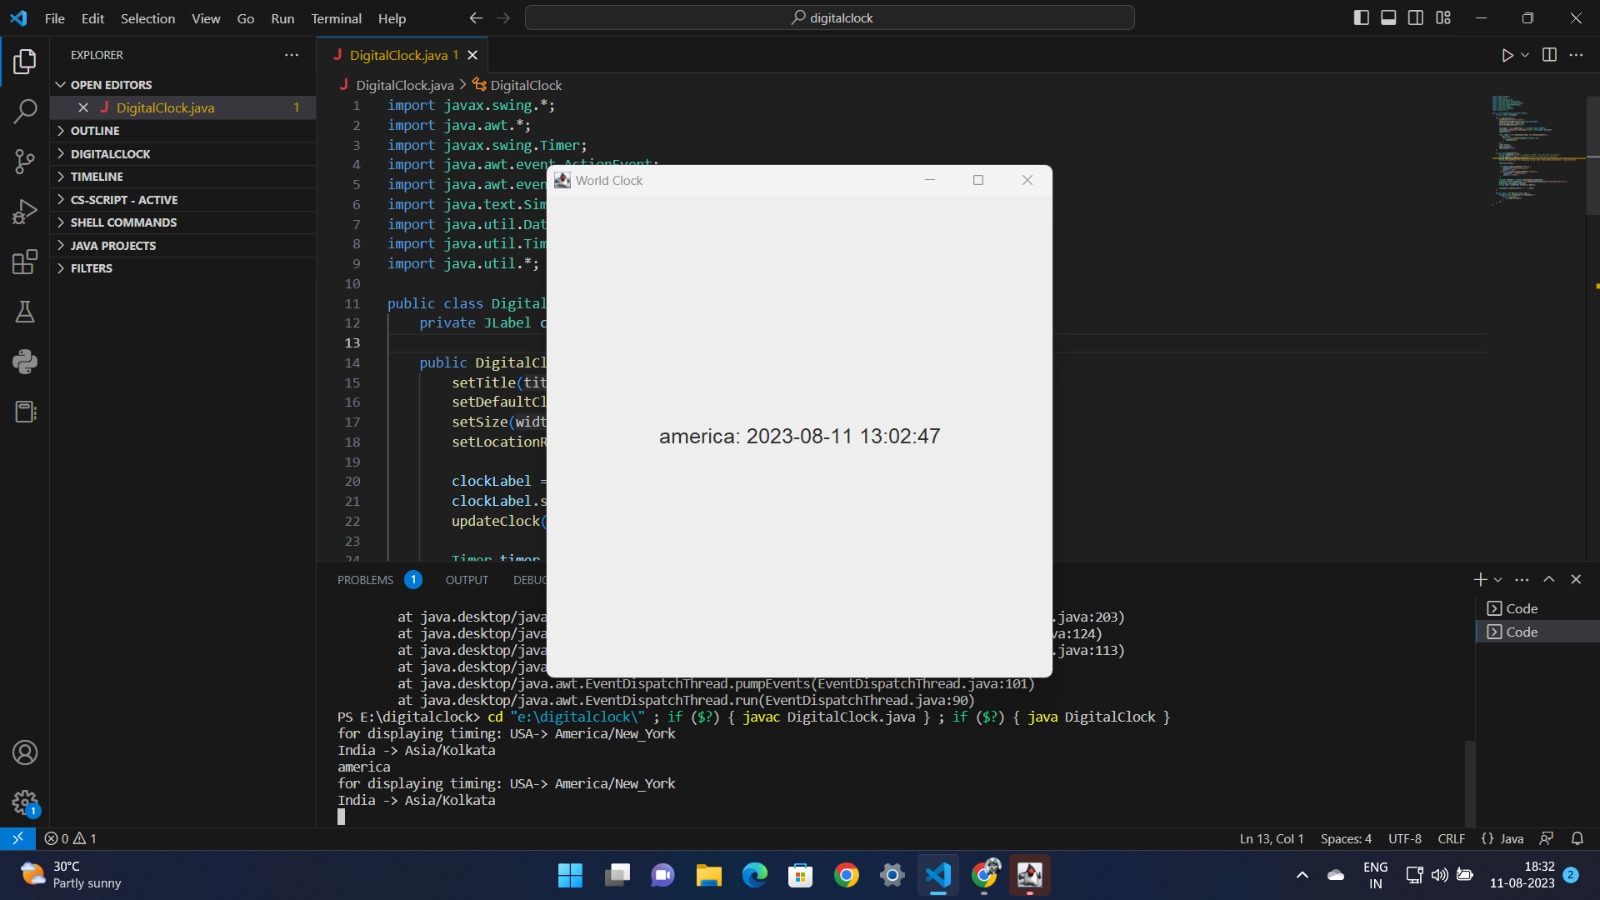 File Edit Selection View Go Run Terminal Help
digitalclock
EXPLORER
OPEN EDITORS
DigitalClock.java 1
OUTLINE
DIGITALCLOCK
TIMELINE
CS-SCRIPT - ACTIVE
SHELL COMMANDS
JAVA PROJECTS
FILTERS
DigitalClock.java 1
DigitalClock.java > DigitalClock
1 import javax.swing.*;
2 import java.awt.*;
3 import javax.swing.Timer;
4 import java.awt.event.ActionEvent;
5 import java.awt.even
6 import java.text.Sim
7 import java.util.Dat
8 import java.util.Tim
9 import java.util.*;
10
11 public class Digital
12 private JLabel c
13
14 public DigitalCl
15 setTitle(tit
16 setDefaultCl
17 setSize(widt
18 setLocationR
19
20 clockLabel =
21 clockLabel.s
22 updateClock(
23
24 Timer timer
World Clock
america: 2023-08-11 13:02:47
PROBLEMS 1 OUTPUT DEBUG
at java.desktop/java .java:203)
at java.desktop/java va:124)
at java.desktop/java .java:113)
at java.desktop/java
at java.desktop/java.awt.EventDispatchThread.pumpEvents(EventDispatchThread.java:101)
at java.desktop/java.awt.EventDispatchThread.run(EventDispatchThread.java:90)
PS E:\digitalclock> cd "e:\digitalclock\" ; if ($?) { javac DigitalClock.java } ; if ($?) { java DigitalClock }
for displaying timing: USA-> America/New_York
India -> Asia/Kolkata
america
for displaying timing: USA-> America/New_York
India -> Asia/Kolkata
Code
Code
1
0 1
Ln 13, Col 1 Spaces: 4 UTF-8 CRLF {} Java
30°C
Partly sunny
ENG
IN
18:32
11-08-2023
2